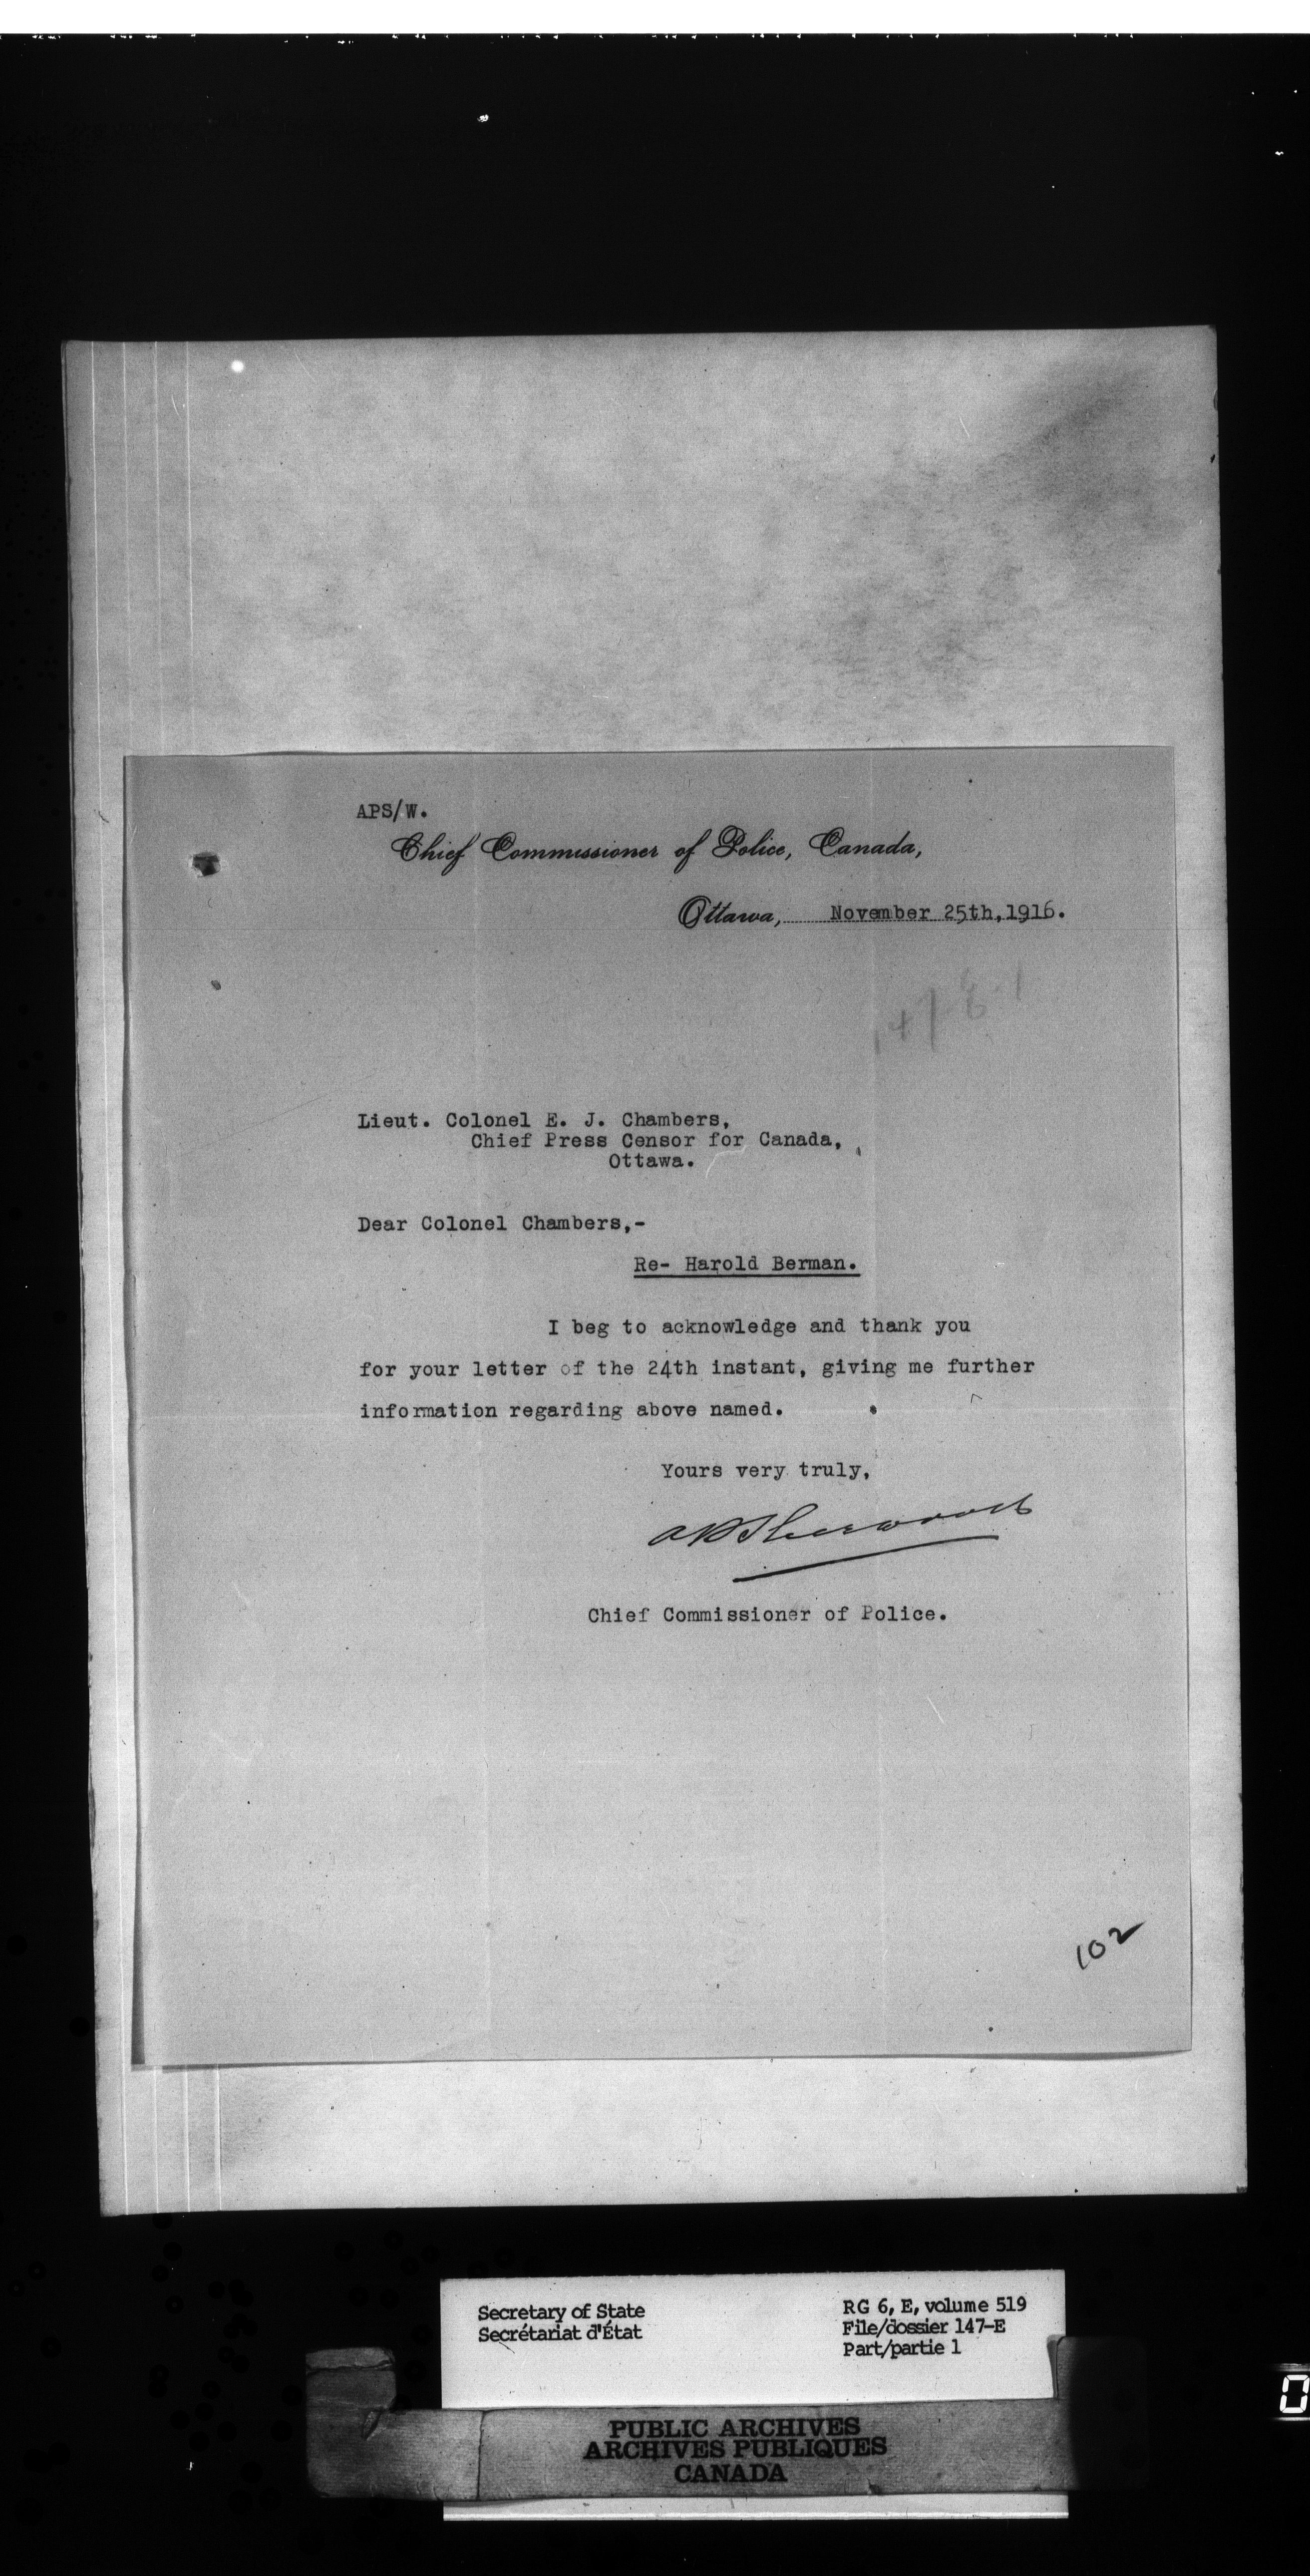 APS/W.
Chief Commissioner of Police, Canada,
Ottawa, November 25th, 1916.
Lieut. Colonel E. J. Chambers,
Chief Press Censor for Canada,
Ottawa.
Dear Colonel Chambers,-
Re- Harold Berman.
I beg to acknowledge and thank you
for your letter of the 24th instant, giving me further
information regarding above named.
Yours very truly,
APSherwood
Chief Commissioner of Police.
102
Secretary of State
Secrétariat d'État
RG 6, E, volume 519
File/dossier 147-E
Part/partie 1
PUBLIC ARCHIVES
ARCHIVES PUBLIQUES
CANADA